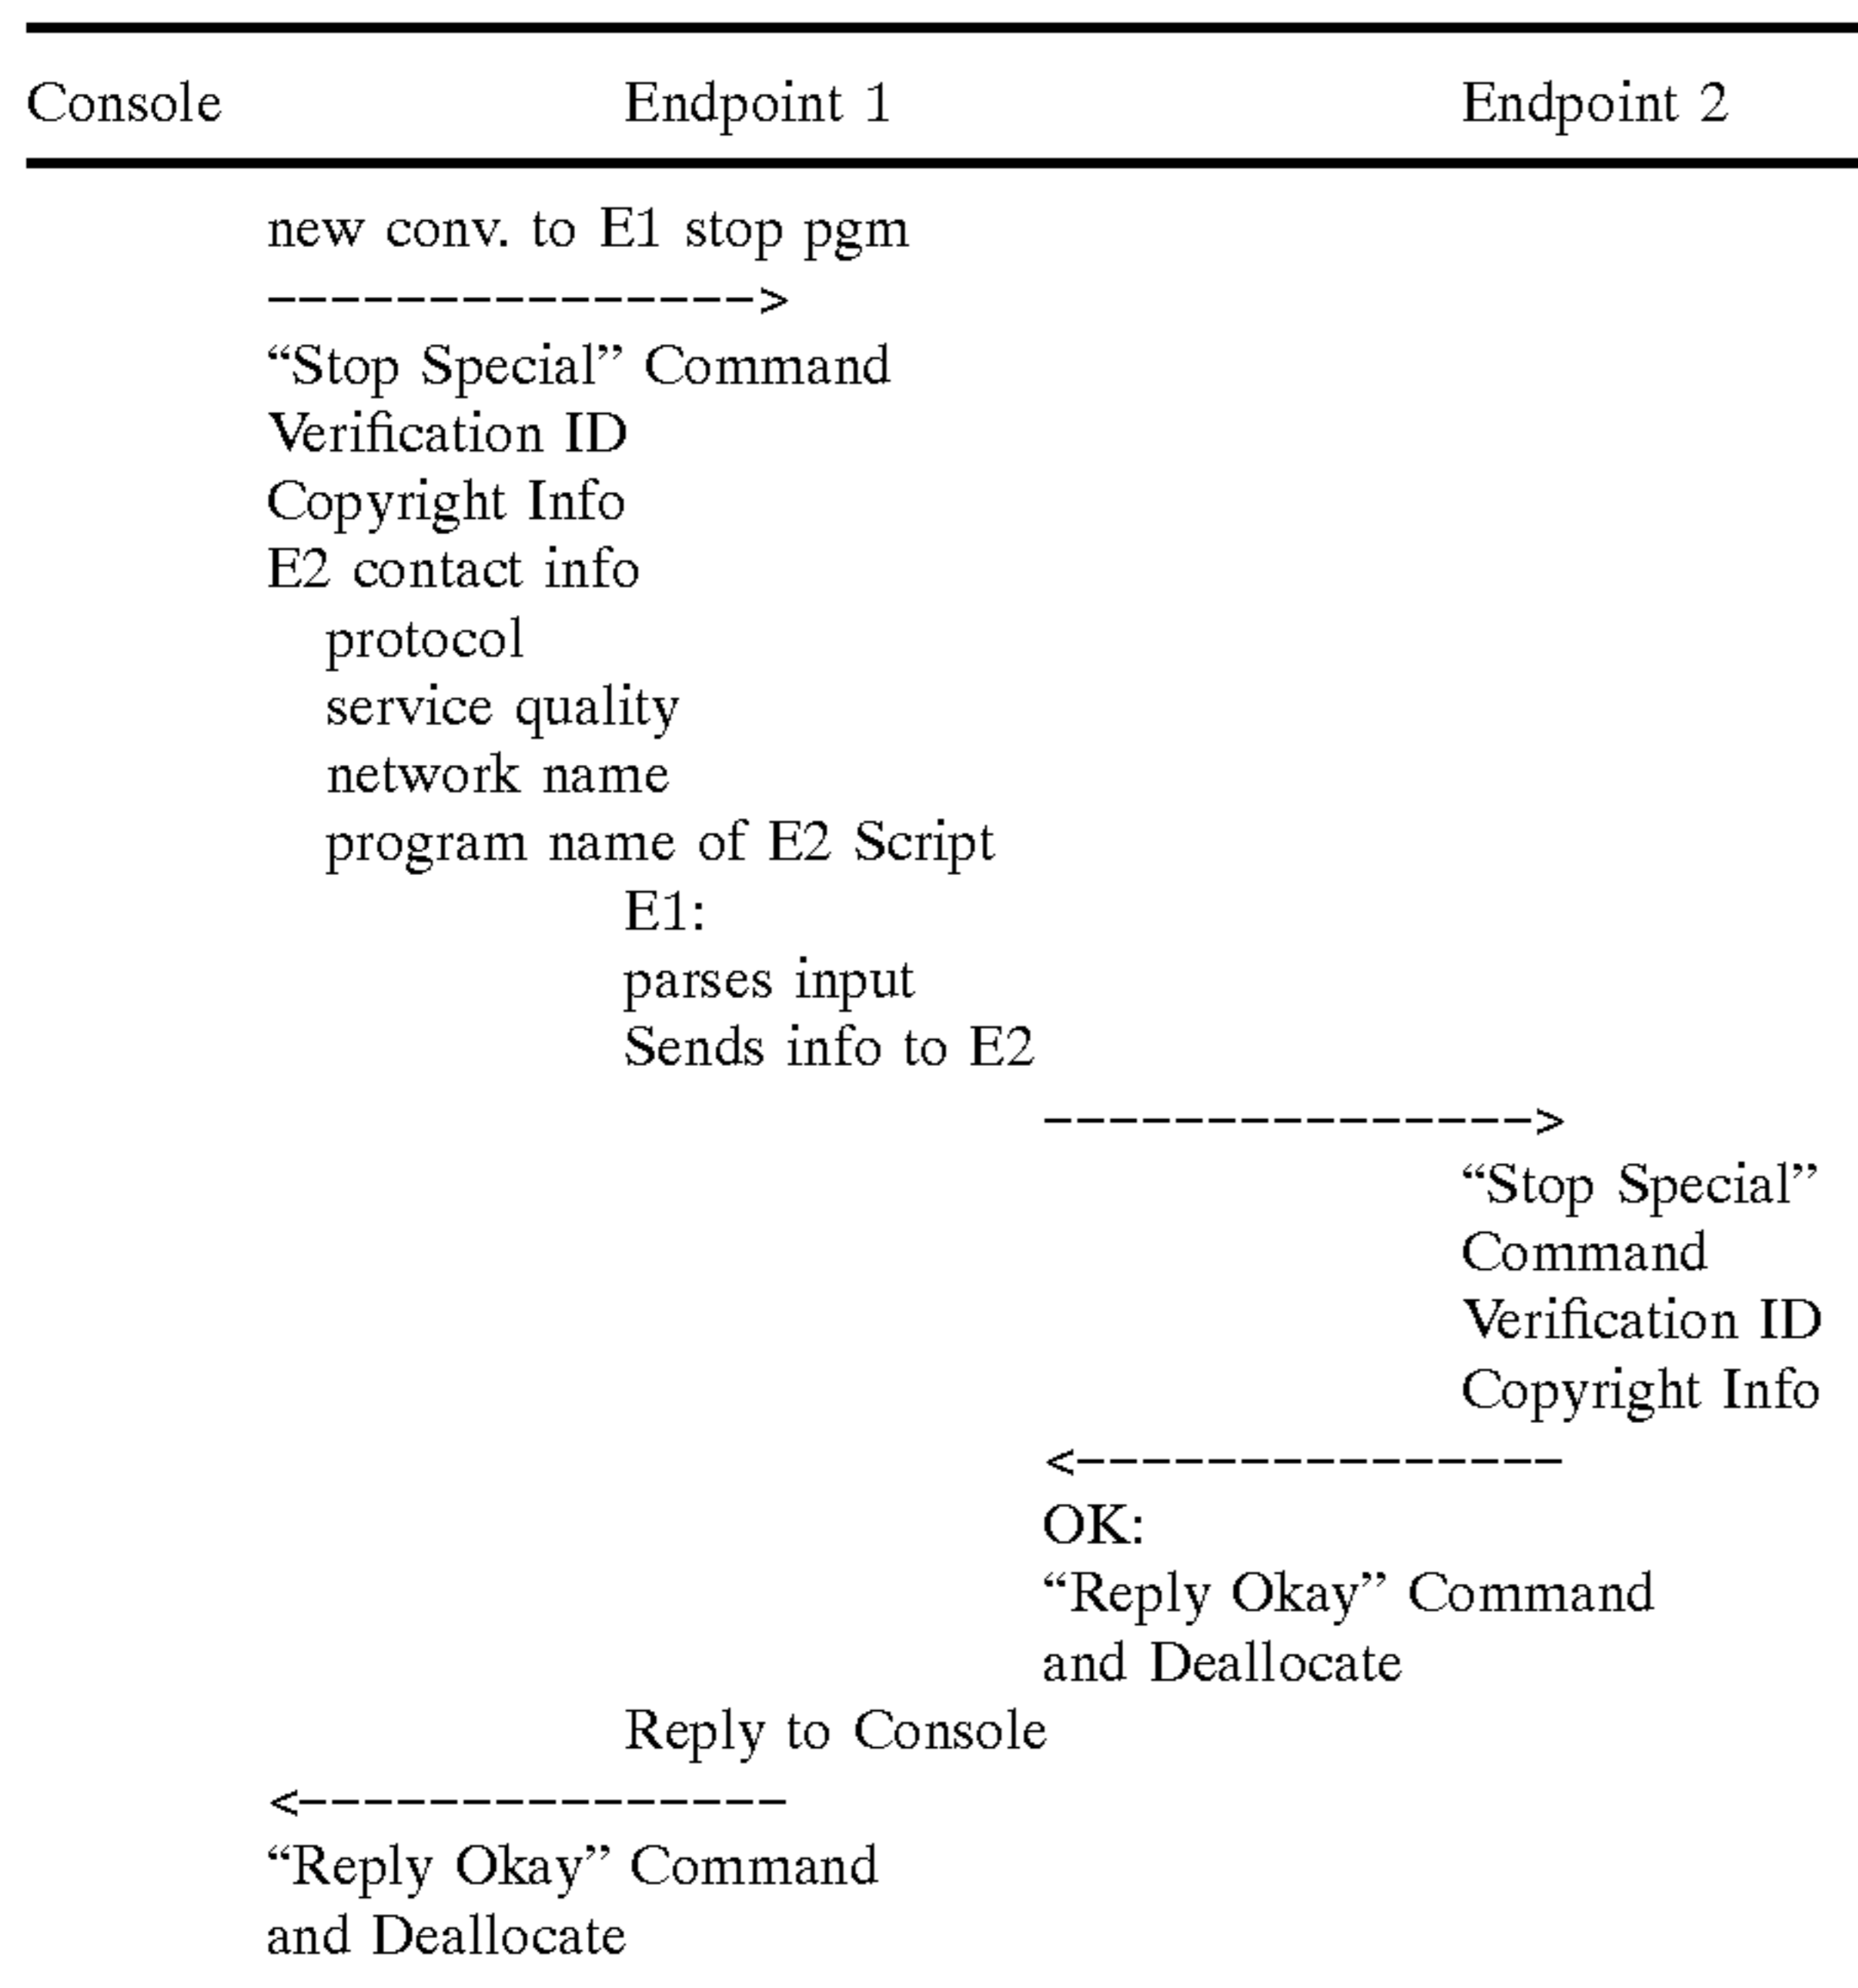 Console Endpoint 1 Endpoint 2
new conv. to E1 stop pgm
--------------->
“Stop Special” Command
Verification ID
Copyright Info
E2 contact info
protocol
service quality
network name
program name of E2 Script
E1:
parses input
Sends info to E2
--------------->
“Stop Special”
Command
Verification ID
Copyright Info
<---------------
OK:
“Reply Okay” Command
and Deallocate
Reply to Console
<---------------
“Reply Okay” Command
and Deallocate